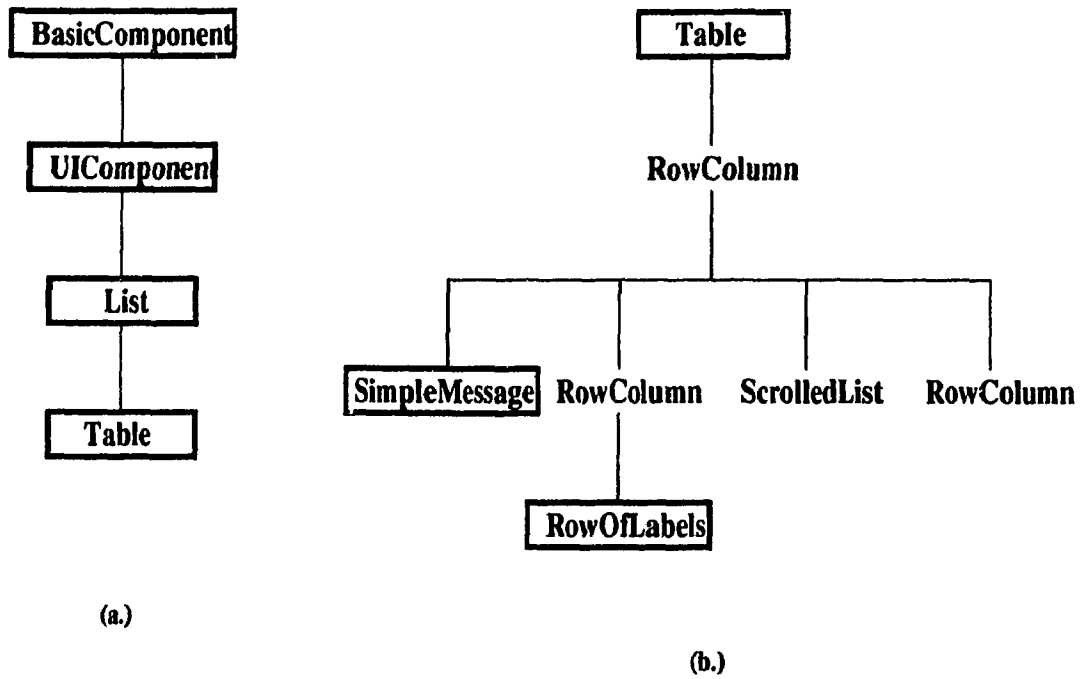 BasicComponent
UIComponent
List
Table
(a.)
Table
RowColumn
SimpleMessage RowColumn ScrolledList RowColumn
RowOfLabels
(b.)